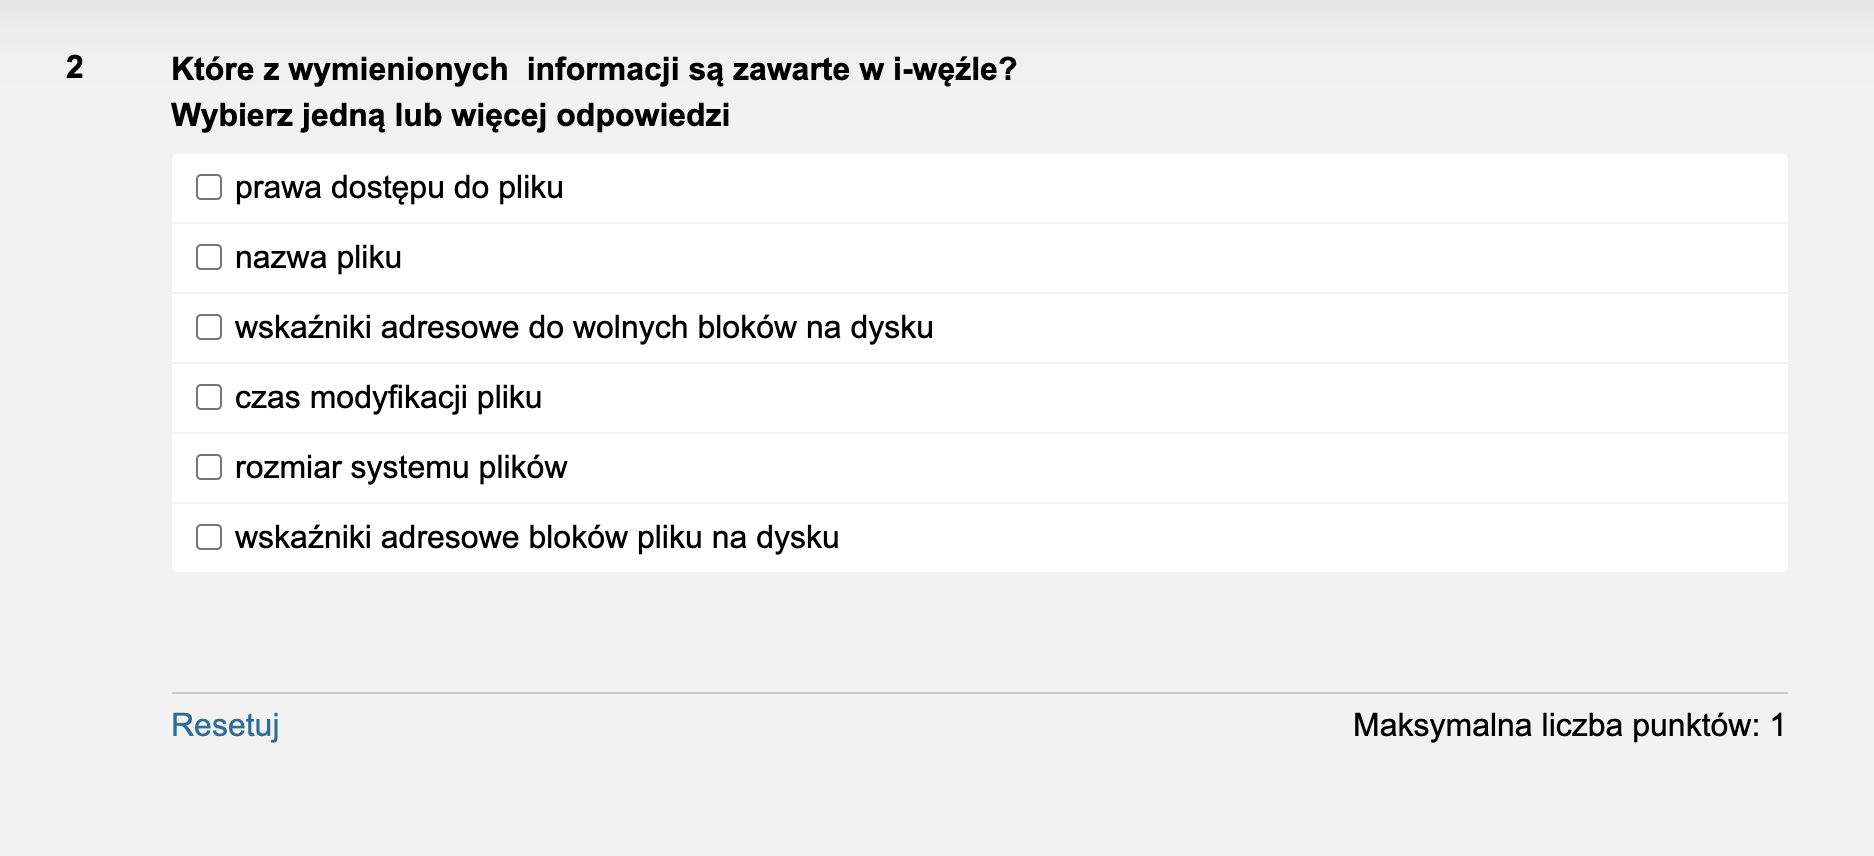 2 Które z wymienionych  informacji są zawarte w i-węźle?
Wybierz jedną lub więcej odpowiedzi
prawa dostępu do pliku
nazwa pliku
wskaźniki adresowe do wolnych bloków na dysku
czas modyfikacji pliku
rozmiar systemu plików
wskaźniki adresowe bloków pliku na dysku
Resetuj Maksymalna liczba punktów: 1